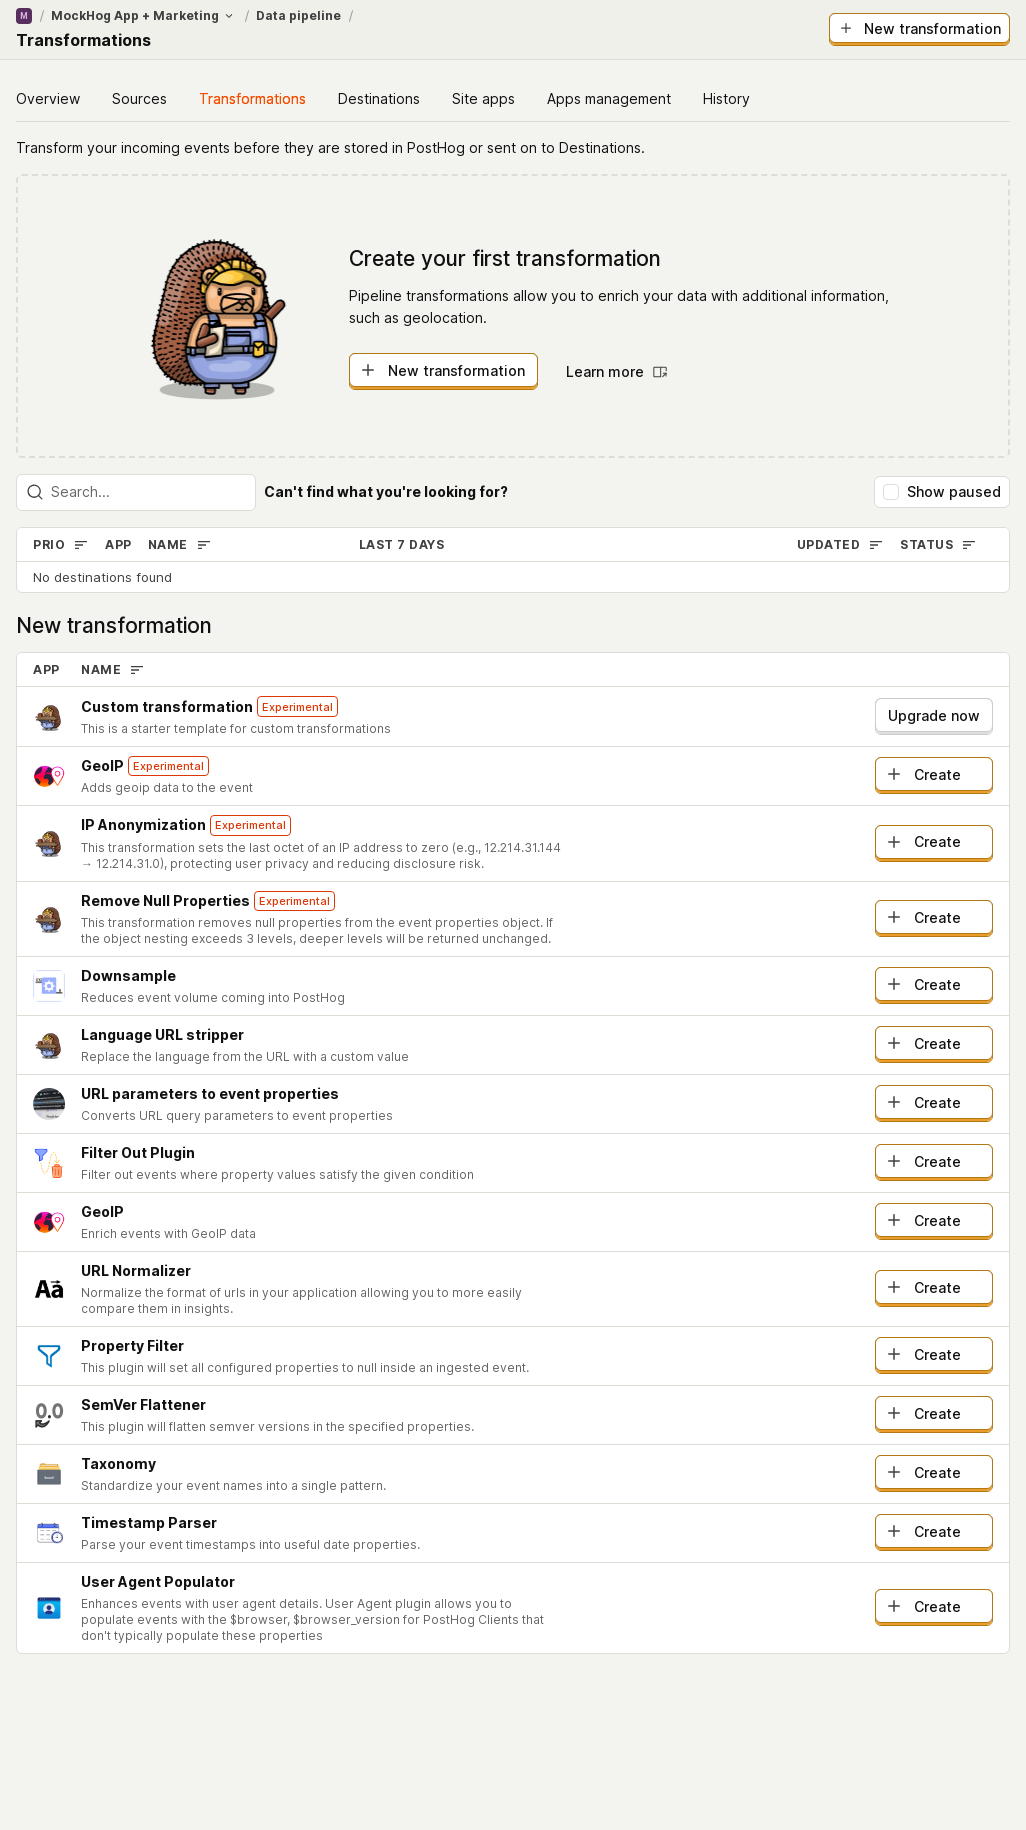 M / MockHog App + Marketing / Data pipeline /
Transformations
New transformation
Overview Sources Transformations Destinations Site apps Apps management History
Transform your incoming events before they are stored in PostHog or sent on to Destinations.
Create your first transformation
Pipeline transformations allow you to enrich your data with additional information,
such as geolocation.
New transformation Learn more
Search... Can't find what you're looking for? Show paused
PRIO APP NAME LAST 7 DAYS UPDATED STATUS
No destinations found
New transformation
APP NAME
Custom transformation Experimental
This is a starter template for custom transformations
Upgrade now
GeoIP Experimental
Adds geoip data to the event
Create
IP Anonymization Experimental
This transformation sets the last octet of an IP address to zero (e.g., 12.214.31.144
→ 12.214.31.0), protecting user privacy and reducing disclosure risk.
Create
Remove Null Properties Experimental
This transformation removes null properties from the event properties object. If
the object nesting exceeds 3 levels, deeper levels will be returned unchanged.
Create
Downsample
Reduces event volume coming into PostHog
Create
Language URL stripper
Replace the language from the URL with a custom value
Create
URL parameters to event properties
Converts URL query parameters to event properties
Create
Filter Out Plugin
Filter out events where property values satisfy the given condition
Create
GeoIP
Enrich events with GeoIP data
Create
Aa
URL Normalizer
Normalize the format of urls in your application allowing you to more easily
compare them in insights.
Create
Property Filter
This plugin will set all configured properties to null inside an ingested event.
Create
0.0
SemVer Flattener
This plugin will flatten semver versions in the specified properties.
Create
Taxonomy
Standardize your event names into a single pattern.
Create
Timestamp Parser
Parse your event timestamps into useful date properties.
Create
User Agent Populator
Enhances events with user agent details. User Agent plugin allows you to
populate events with the $browser, $browser_version for PostHog Clients that
don't typically populate these properties
Create